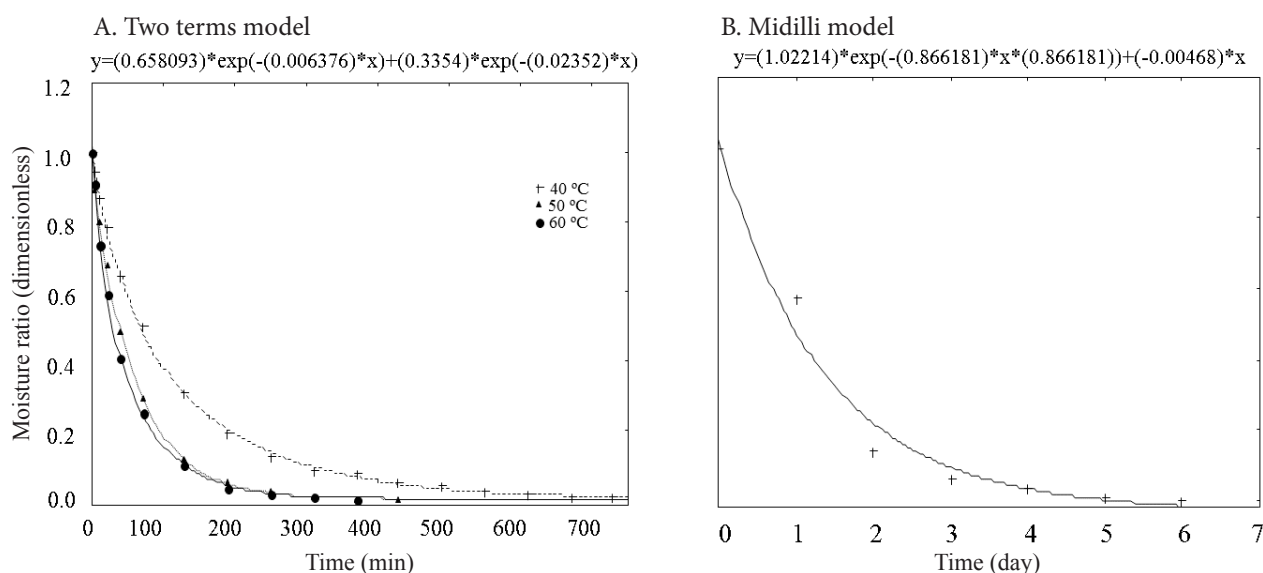 A. Two terms model
y=(0.658093)*exp(-(0.006376)*x)+(0.3354)*exp(-(0.02352)*x)
1.2
1.0
0.8
0.6
0.4
0.2
0.0
Moisture ratio (dimensionless)
40 ºC
50 ºC
60 ºC
0 100 200 300 400 500 600 700
Time (min)
B. Midilli model
y=(1.02214)*exp(-(0.866181)*x*(0.866181))+(-0.00468)*x
0 1 2 3 4 5 6 7
Time (day)